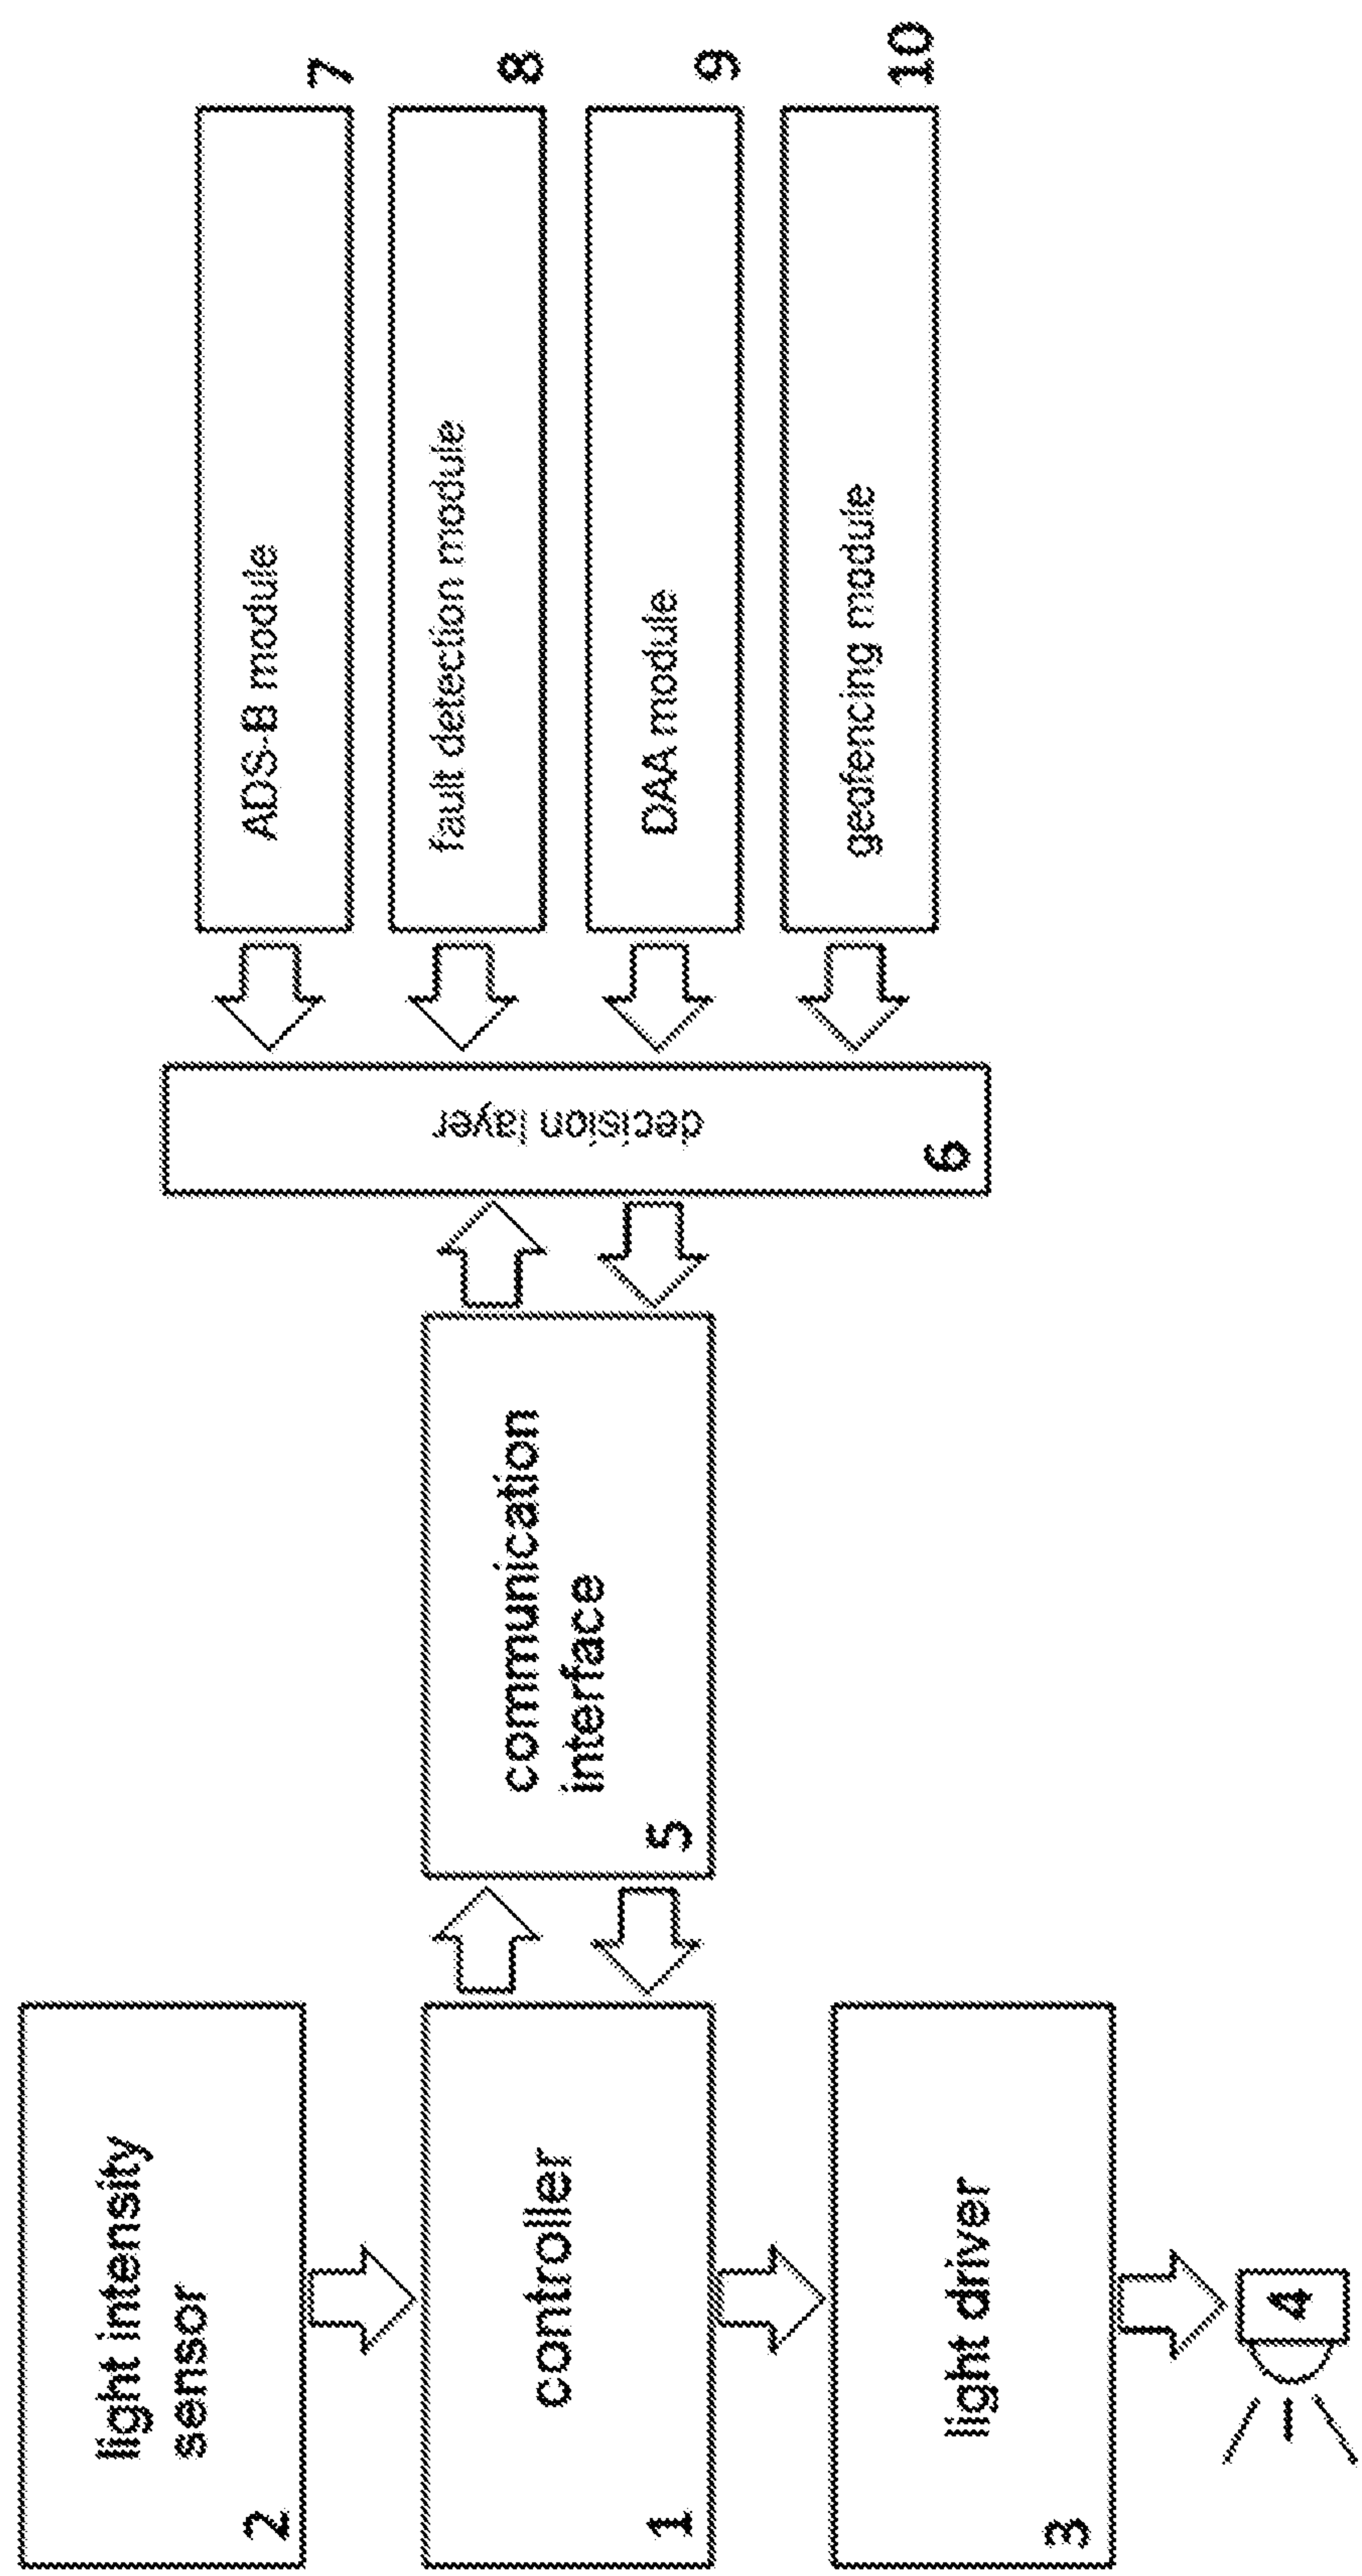 light intensity
sensor
2
controller
1
light driver
3
4
communication
interface
5
decision layer
6
ADS-B module
7
fault detection module
8
DAA module
9
geofencing module
10